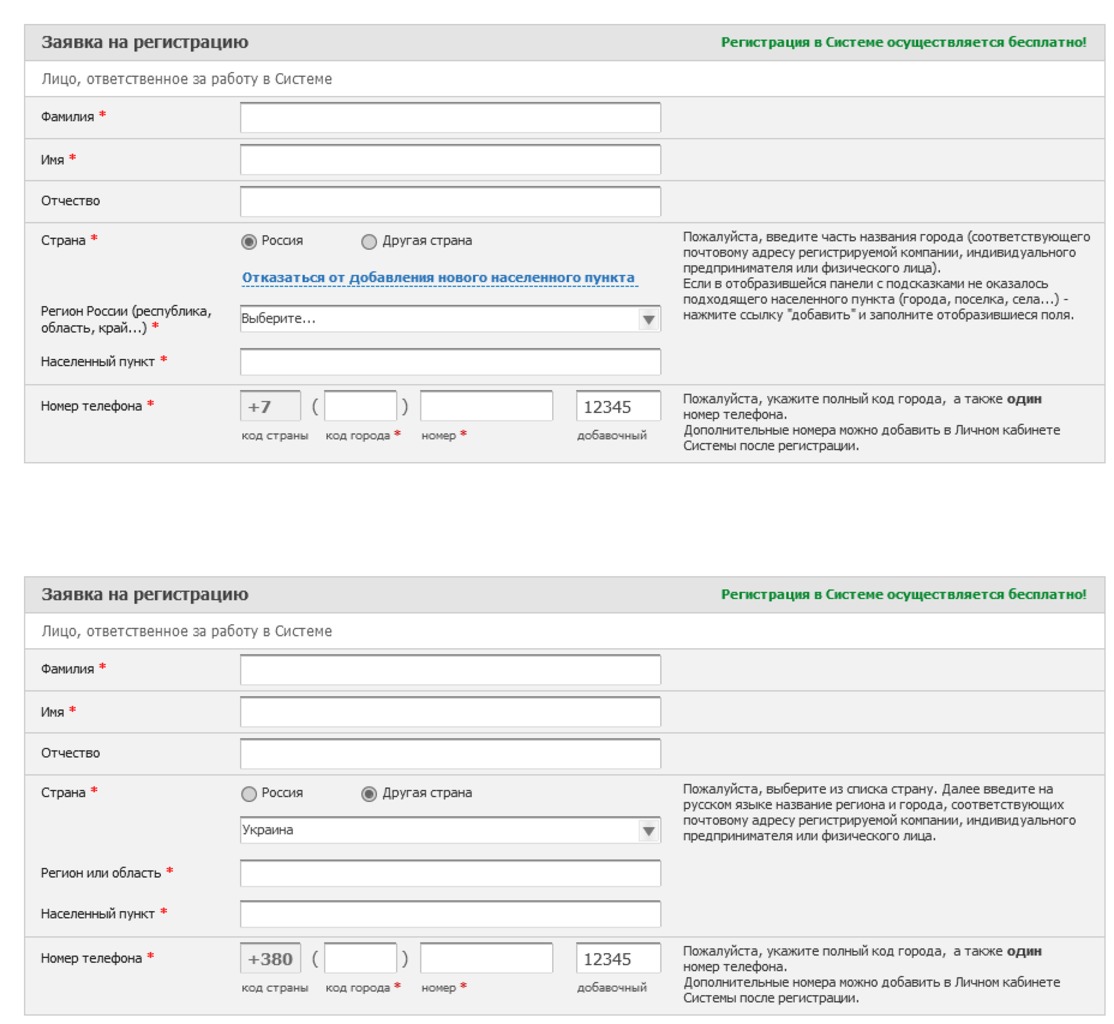 Заявка на регистрацию Регистрация в Системе осуществляется бесплатно!
Лицо, ответственное за работу в Системе
Фамилия *
Имя *
Отчество
Страна * Россия Другая страна
Отказаться от добавления нового населенного пункта
Пожалуйста, введите часть названия города (соответствующего
почтовому адресу регистрируемой компании, индивидуального
предпринимателя или физического лица).
Если в отобразившейся панели с подсказками не оказалось
подходящего населенного пункта (города, поселка, села...) -
нажмите ссылку "добавить" и заполните отобразившиеся поля.
Регион России (республика,
область, край...) *
Выберите...
Населенный пункт *
Номер телефона * +7 ( ) 12345
код страны код города * номер * добавочный
Пожалуйста, укажите полный код города, а также один
номер телефона.
Дополнительные номера можно добавить в Личном кабинете
Системы после регистрации.
Заявка на регистрацию Регистрация в Системе осуществляется бесплатно!
Лицо, ответственное за работу в Системе
Фамилия *
Имя *
Отчество
Страна * Россия Другая страна
Украина
Пожалуйста, выберите из списка страну. Далее введите на
русском языке название региона и города, соответствующих
почтовому адресу регистрируемой компании, индивидуального
предпринимателя или физического лица.
Регион или область *
Населенный пункт *
Номер телефона * +380 ( ) 12345
код страны код города * номер * добавочный
Пожалуйста, укажите полный код города, а также один
номер телефона.
Дополнительные номера можно добавить в Личном кабинете
Системы после регистрации.